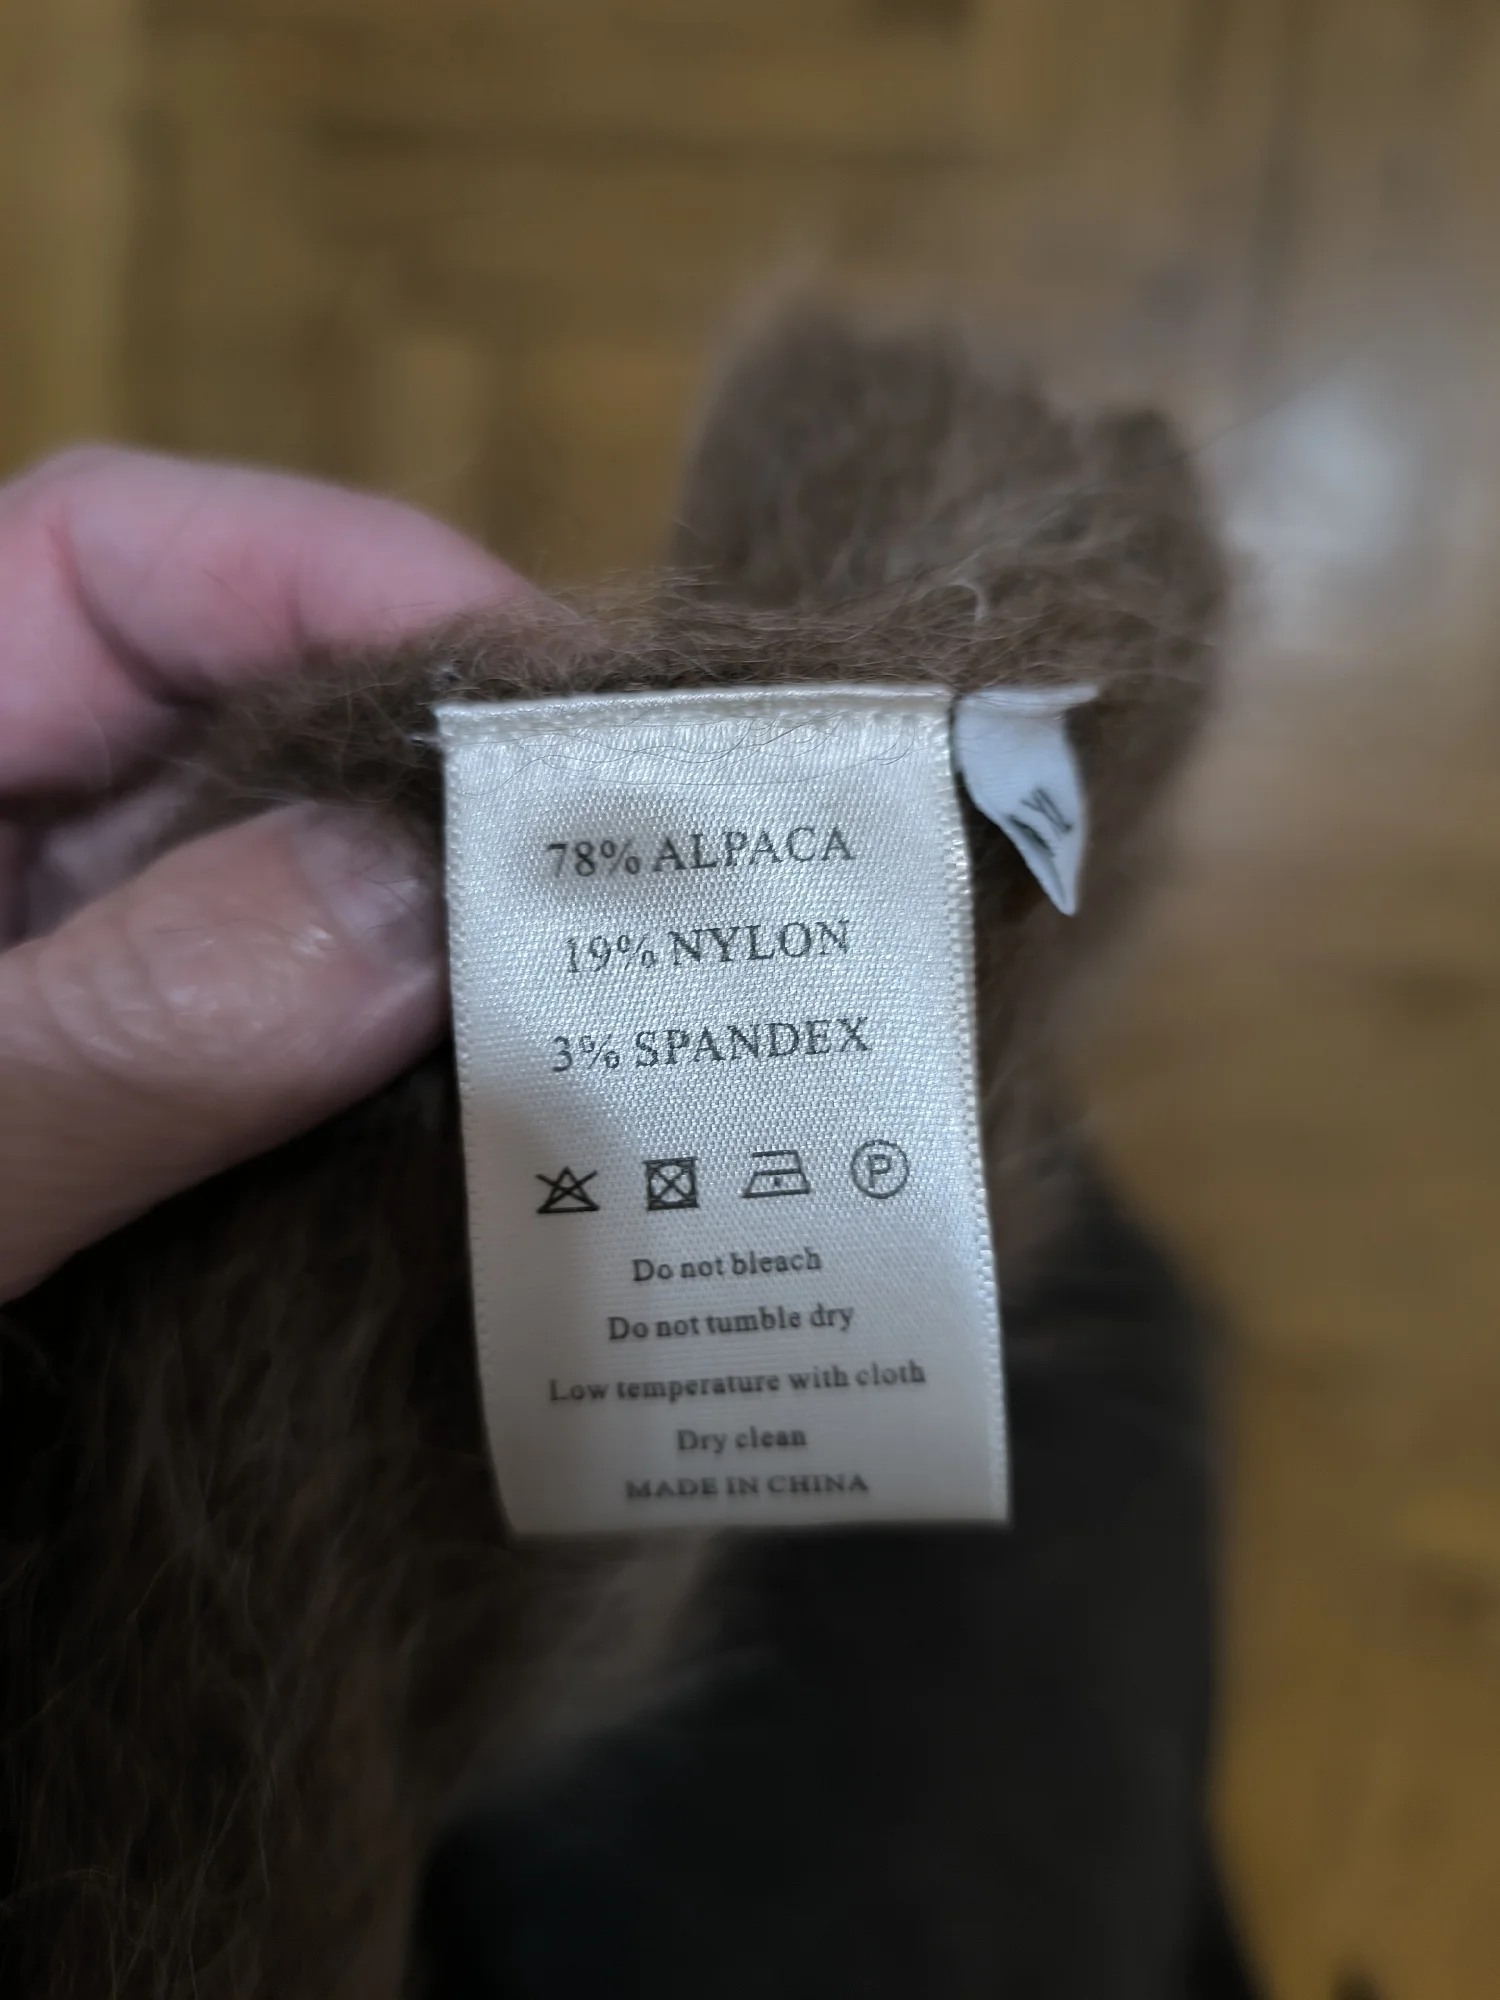 78% ALPACA
19% NYLON
3% SPANDEX
P
Do not bleach
Do not tumble dry
Low temperature with cloth
Dry clean
MADE IN CHINA